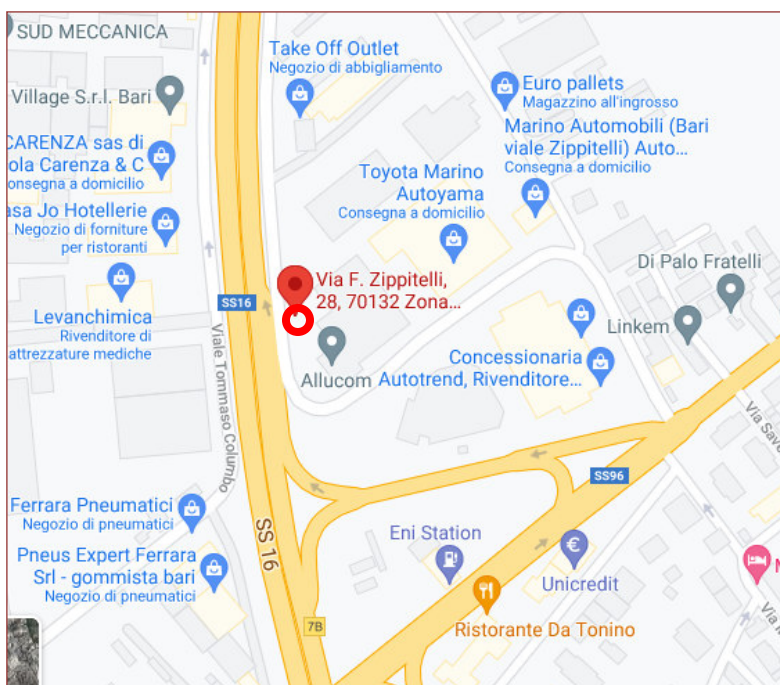 SUD MECCANICA
Take Off Outlet
Negozio di abbigliamento
Village S.r.l. Bari
Euro pallets
Magazzino all'ingrosso
Marino Automobili (Bari
viale Zippitelli) Auto...
Consegna a domicilio
CARENZA sas di
ola Carenza & C
onsegna a domicilio
Toyota Marino
Autoyama
Consegna a domicilio
asa Jo Hotellerie
Negozio di forniture
per ristoranti
Via F. Zippitelli,
28, 70132 Zona...
Di Palo Fratelli
SS16
Levanchimica
Rivenditore di
attrezzature mediche
Linkem
Viale Tommaso Columbo
Allucom
Concessionaria
Autotrend, Rivenditore...
Via Sava
SS96
Ferrara Pneumatici
Negozio di pneumatici
SS 16
Eni Station
Pneus Expert Ferrara
Srl - gommista bari
Negozio di pneumatici
Unicredit
7B
Ristorante Da Tonino